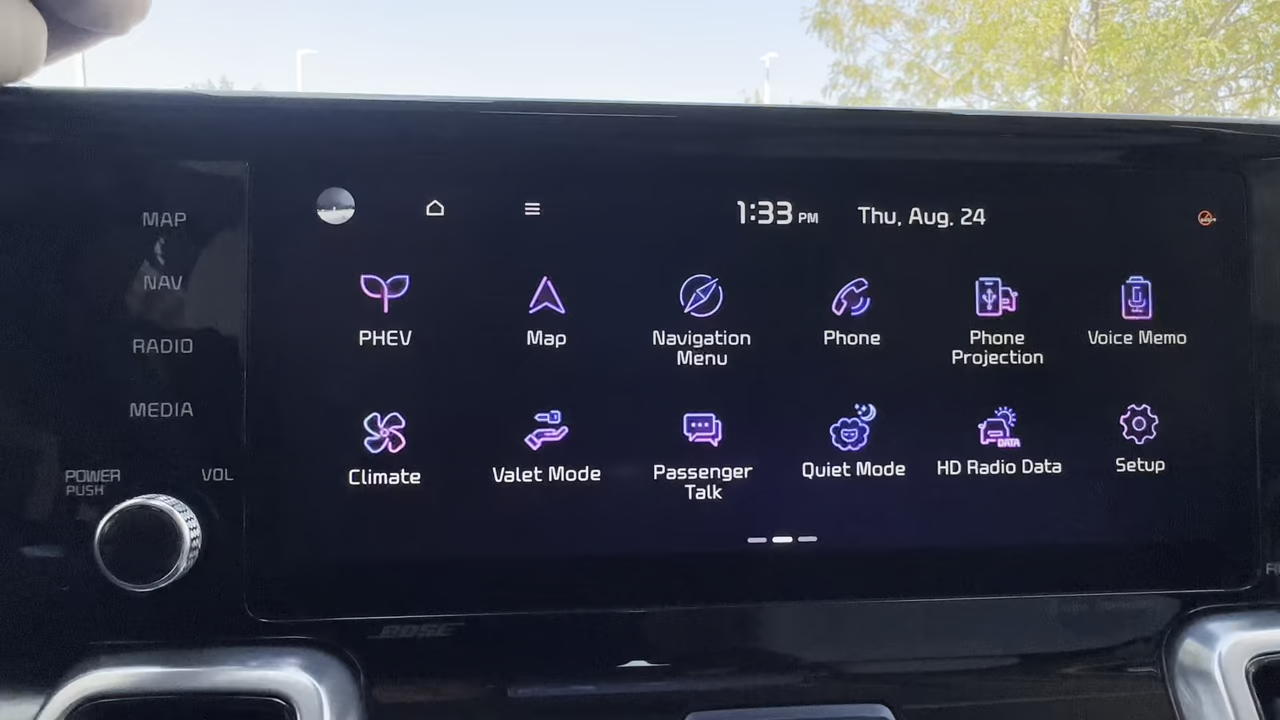 MAP
NAV
RADIO
MEDIA
POWER
PUSH
VOL
1:33 PM Thu, Aug. 24
PHEV
Map
Navigation
Menu
Phone
Phone
Projection
Voice Memo
Climate
Valet Mode
Passenger
Talk
Quiet Mode
DATA
HD Radio Data
Setup
BOSE